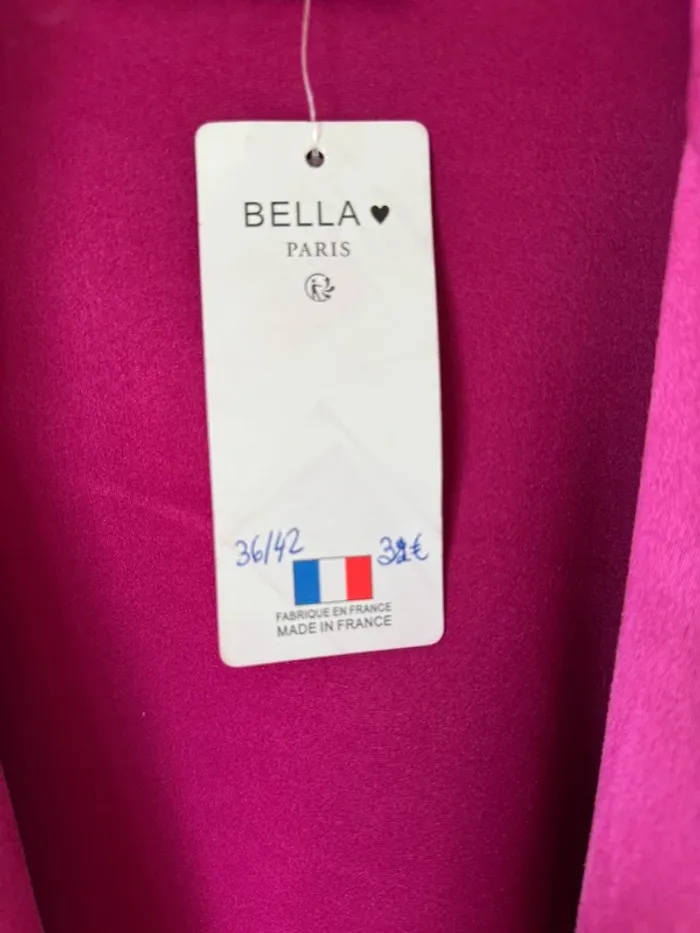 BELLA ♥
PARIS
36/42
FABRIQUE EN FRANCE
MADE IN FRANCE